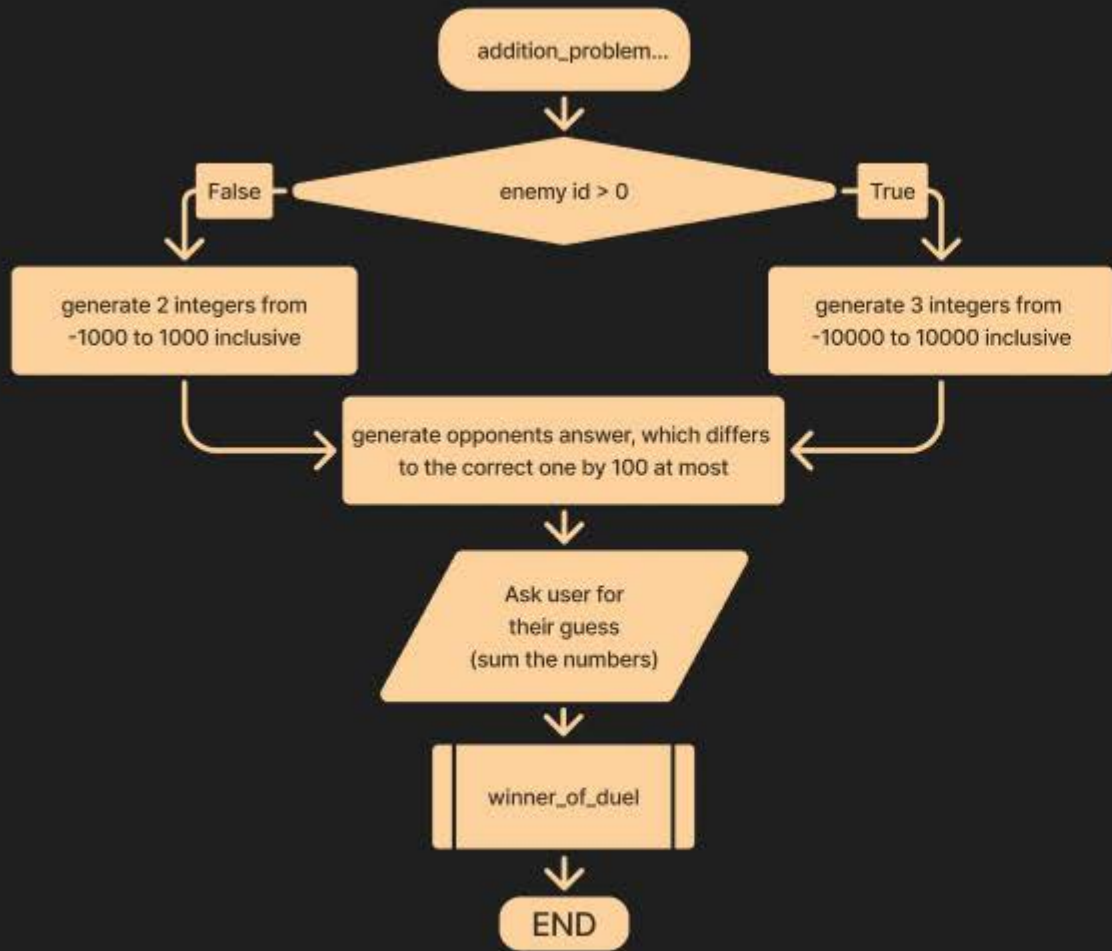 addition_problem...
enemy id > 0
False
True
generate 2 integers from
-1000 to 1000 inclusive
generate 3 integers from
-10000 to 10000 inclusive
generate opponents answer, which differs
to the correct one by 100 at most
Ask user for
their guess
(sum the numbers)
winner_of_duel
END